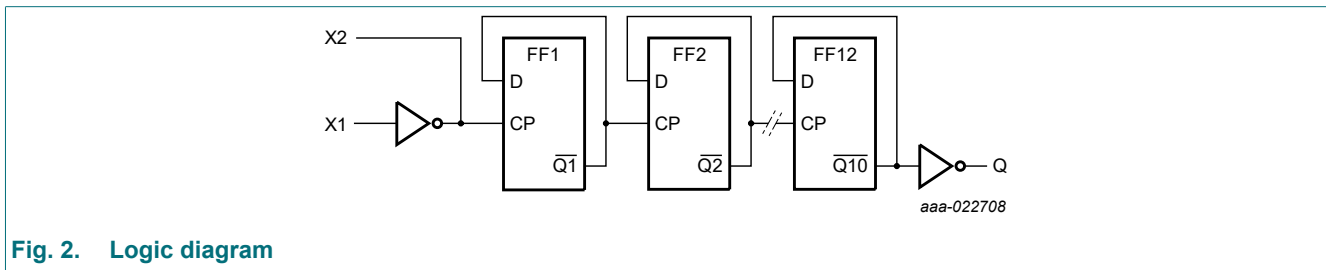 X2
FF1
FF2
FF12
D
D
D
X1
CP
CP
CP
Q1
Q2
Q10
Q
aaa-022708
Fig. 2. Logic diagram